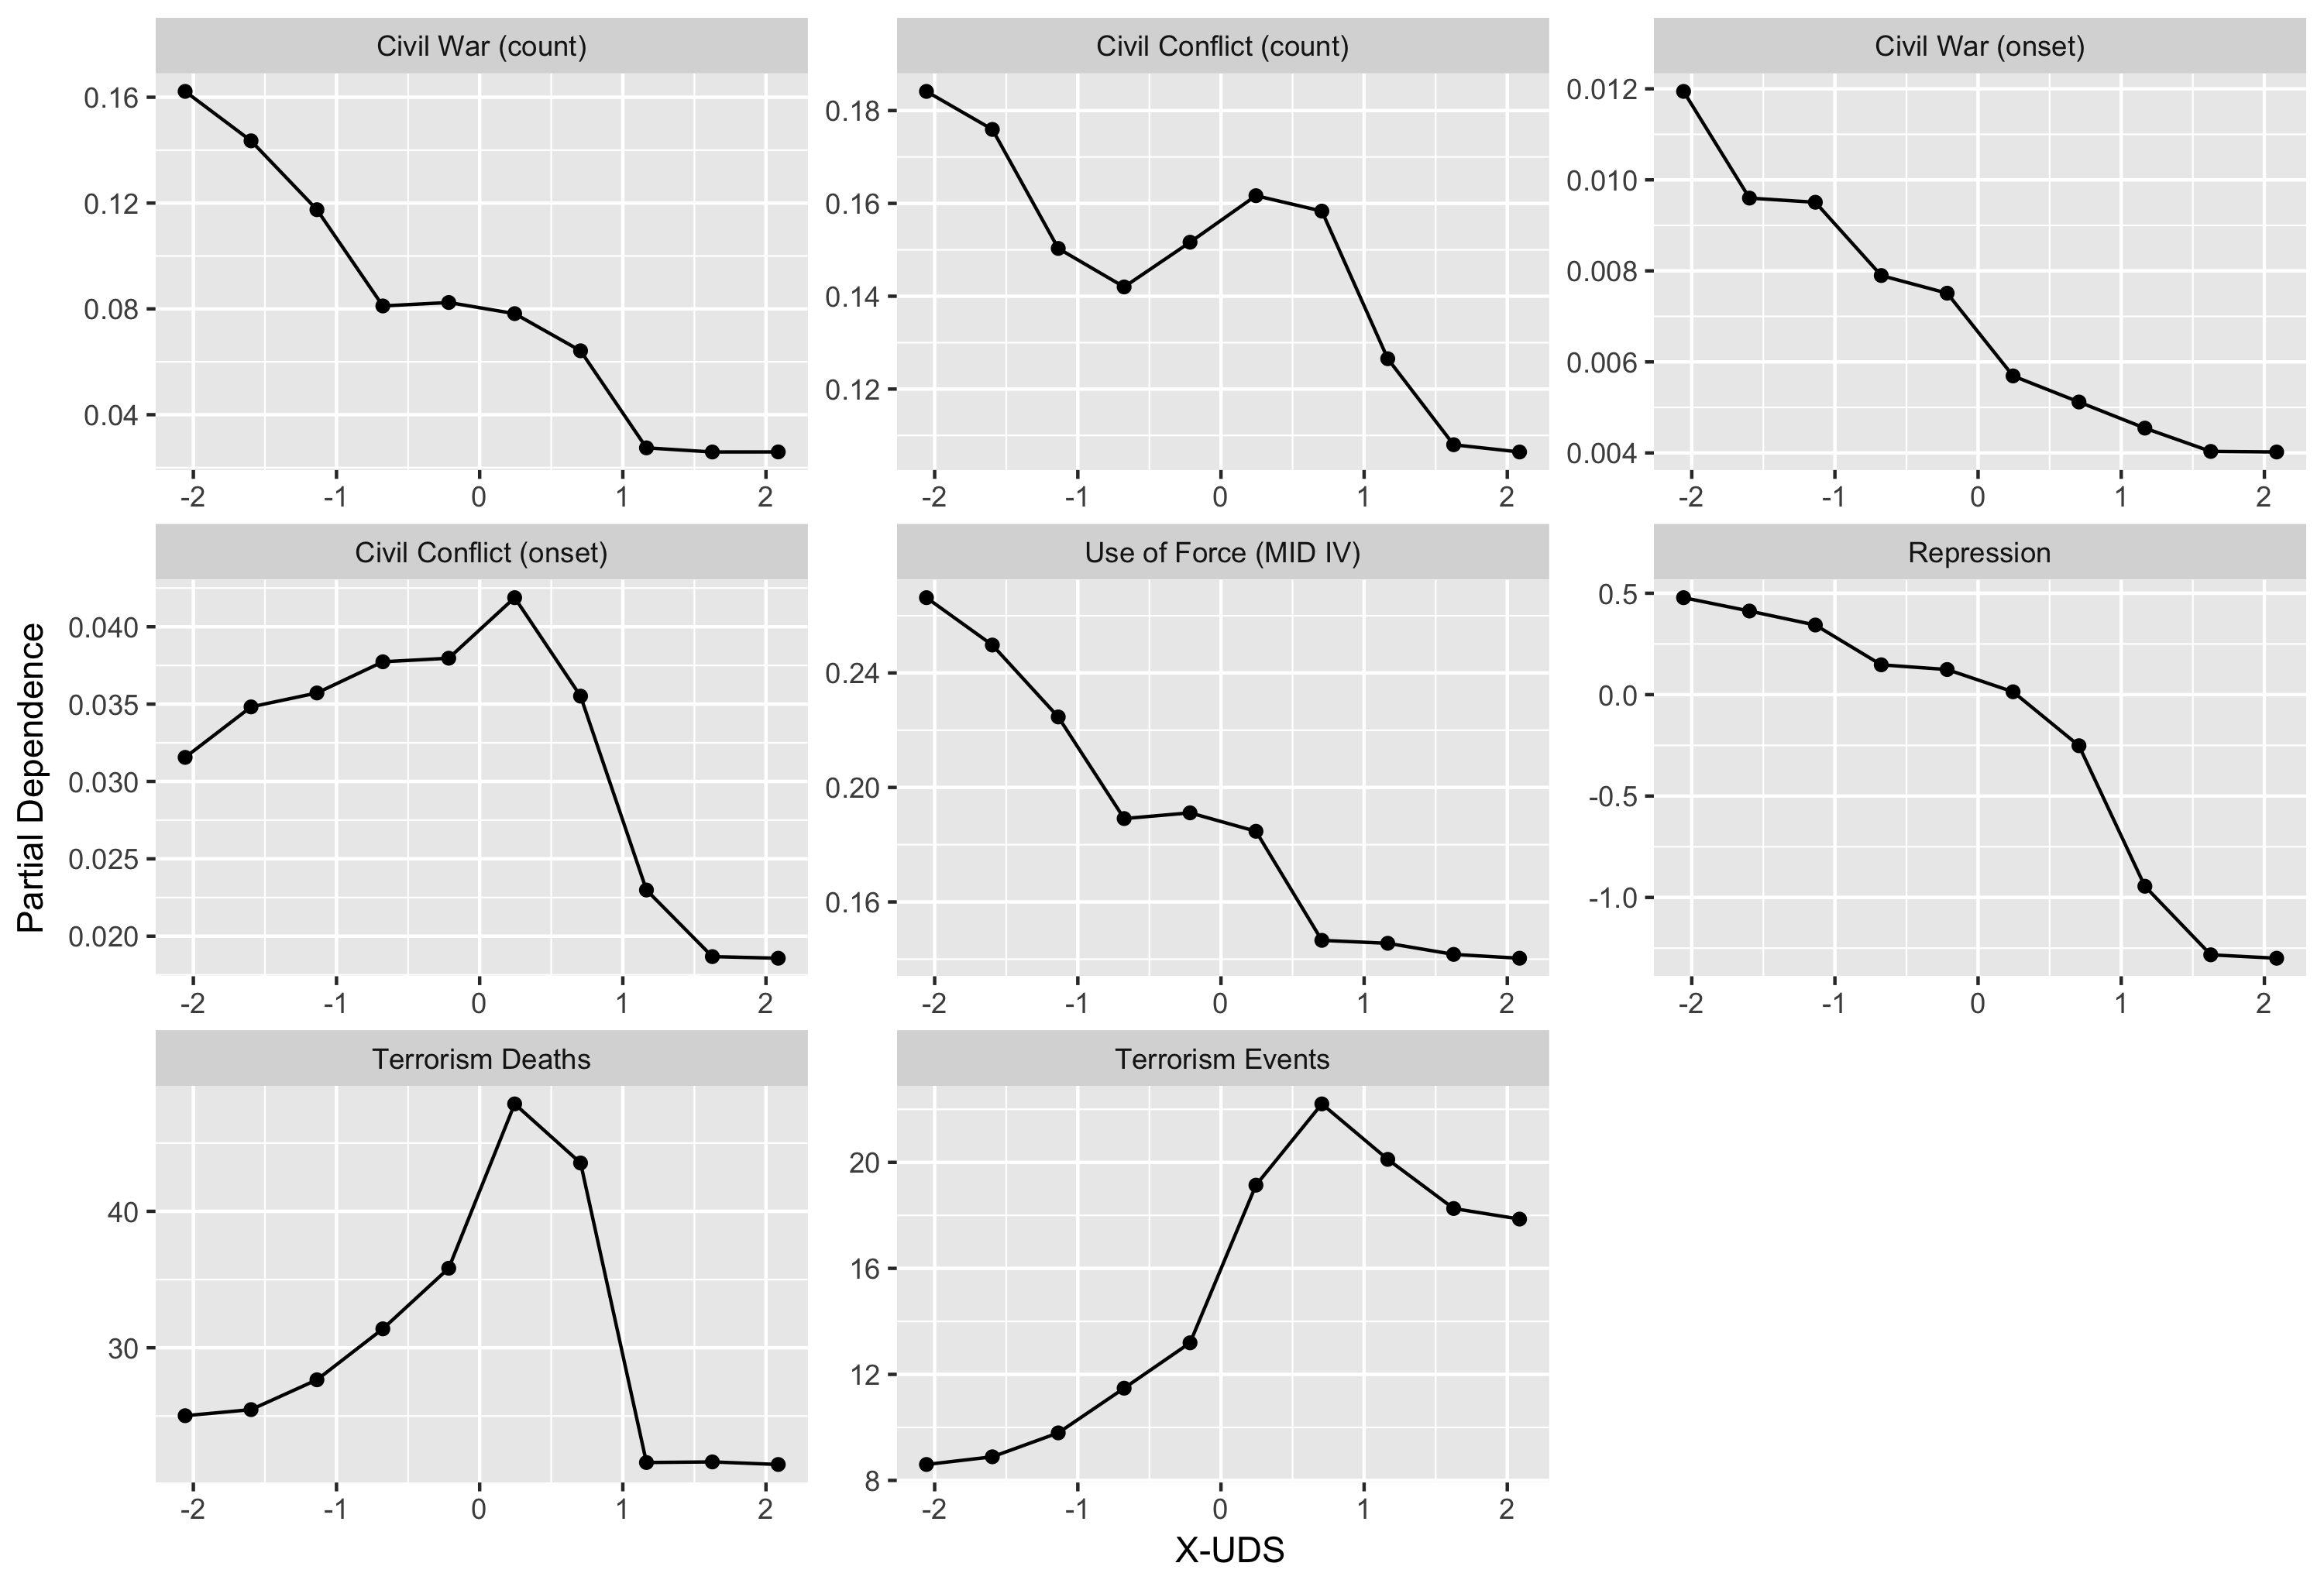 Civil War (count)
Civil Conflict (count)
Civil War (onset)
0.16
0.12
0.08
0.04
-2 -1 0 1 2
0.18
0.16
0.14
0.12
-2 -1 0 1 2
0.012
0.010
0.008
0.006
0.004
-2 -1 0 1 2
Partial Dependence
Civil Conflict (onset)
Use of Force (MID IV)
Repression
0.040
0.035
0.030
0.025
0.020
-2 -1 0 1 2
0.24
0.20
0.16
-2 -1 0 1 2
0.5
0.0
-0.5
-1.0
-2 -1 0 1 2
Terrorism Deaths
Terrorism Events
40
30
-2 -1 0 1 2
20
16
12
8
-2 -1 0 1 2
X-UDS